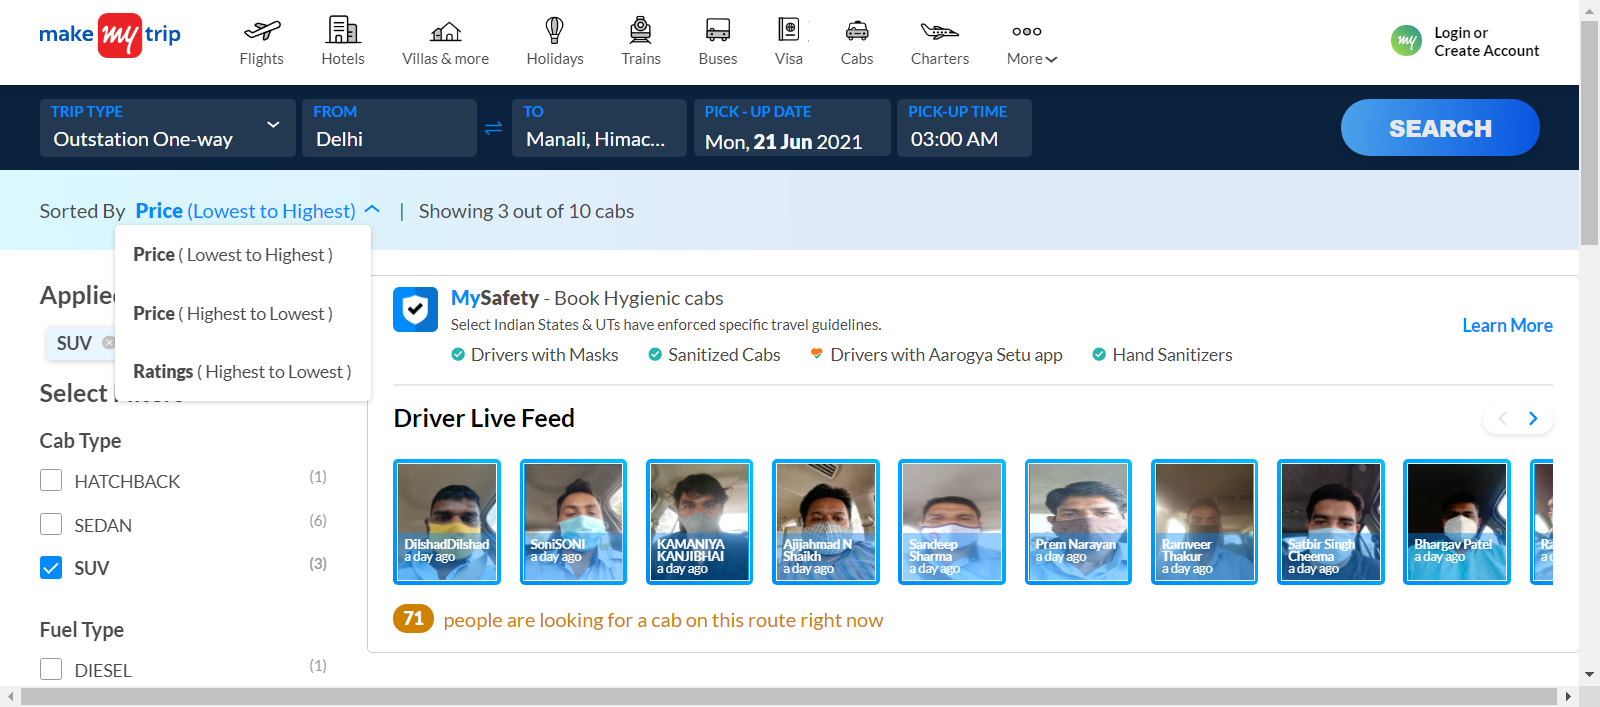 make my trip
Flights
Hotels
Villas & more
Holidays
Trains
Buses
Visa
Cabs
Charters
More
my
Login or
Create Account
TRIP TYPE
Outstation One-way
FROM
Delhi
TO
Manali, Himac...
PICK - UP DATE
Mon, 21 Jun 2021
PICK-UP TIME
03:00 AM
SEARCH
Sorted By Price (Lowest to Highest) | Showing 3 out of 10 cabs
Price ( Lowest to Highest )
Price ( Highest to Lowest )
Ratings ( Highest to Lowest )
SUV
Select
Cab Type
HATCHBACK (1)
SEDAN (6)
SUV (3)
Fuel Type
DIESEL (1)
MySafety - Book Hygienic cabs
Select Indian States & UTs have enforced specific travel guidelines.
Learn More
Drivers with Masks
Sanitized Cabs
Drivers with Aarogya Setu app
Hand Sanitizers
Driver Live Feed
DilshadDilshad
a day ago
SoniSONI
a day ago
KAMANIYA
KANJIBHAI
a day ago
Ajijahmad N
Shaikh
a day ago
Sandeep
Sharma
a day ago
Prem Narayan
a day ago
Ramveer
Thakur
a day ago
Satbir Singh
Cheema
a day ago
Bhargav Patel
a day ago
71 people are looking for a cab on this route right now